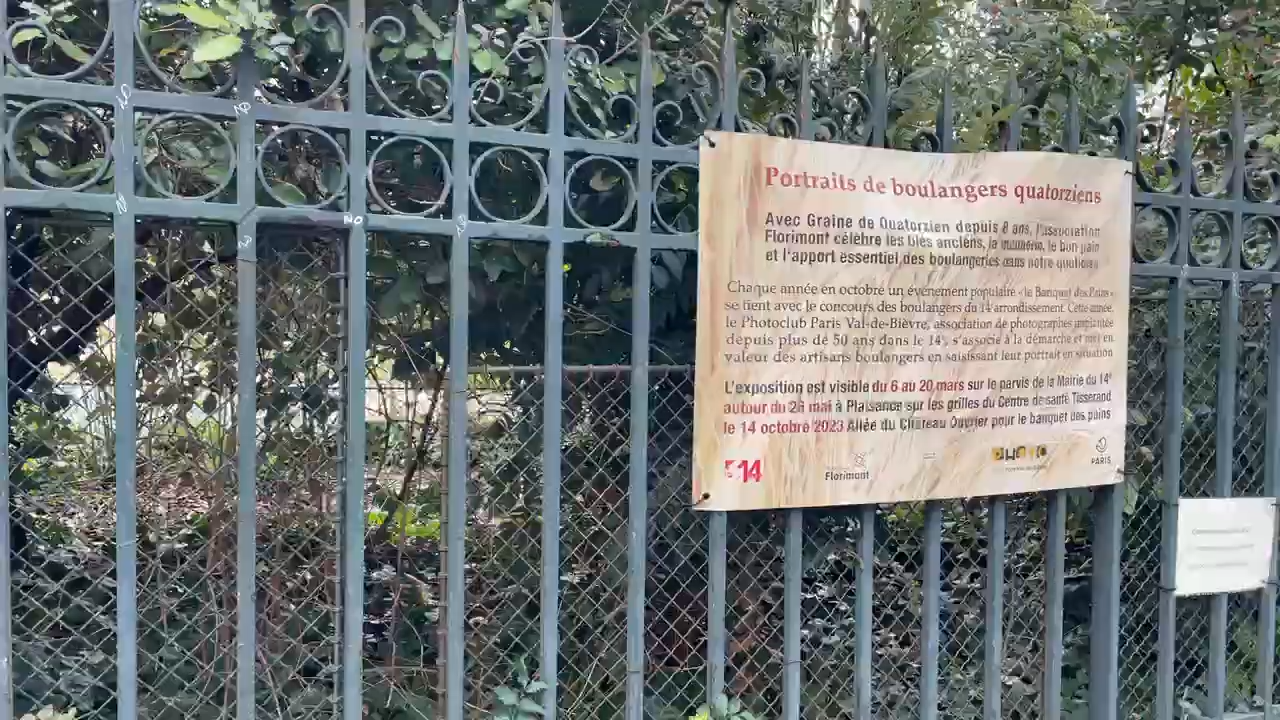 Portraits de boulangers quatorziens
Avec Graine de Quatorzien depuis 8 ans, l'association
Florimont célèbre les blés anciens, la meunerie, le bon pain
et l'apport essentiel des boulangeries dans notre quotidien
Chaque année en octobre un évènement populaire « le Banquet des Pains »
se tient avec le concours des boulangers du 14e arrondissement. Cette année,
le Photoclub Paris Val-de-Bièvre, association de photographes implantée
depuis plus de 50 ans dans le 14e, s'associe à la démarche et met en
valeur des artisans boulangers en saisissant leur portrait en situation
L'exposition est visible du 6 au 20 mars sur le parvis de la Mairie du 14e
autour du 25 mai à Plaisance sur les grilles du Centre de santé Tisserand
le 14 octobre 2023 Allée du Château Ouvrier pour le banquet des pains
14
Florimont
PHOTO
PARIS
20